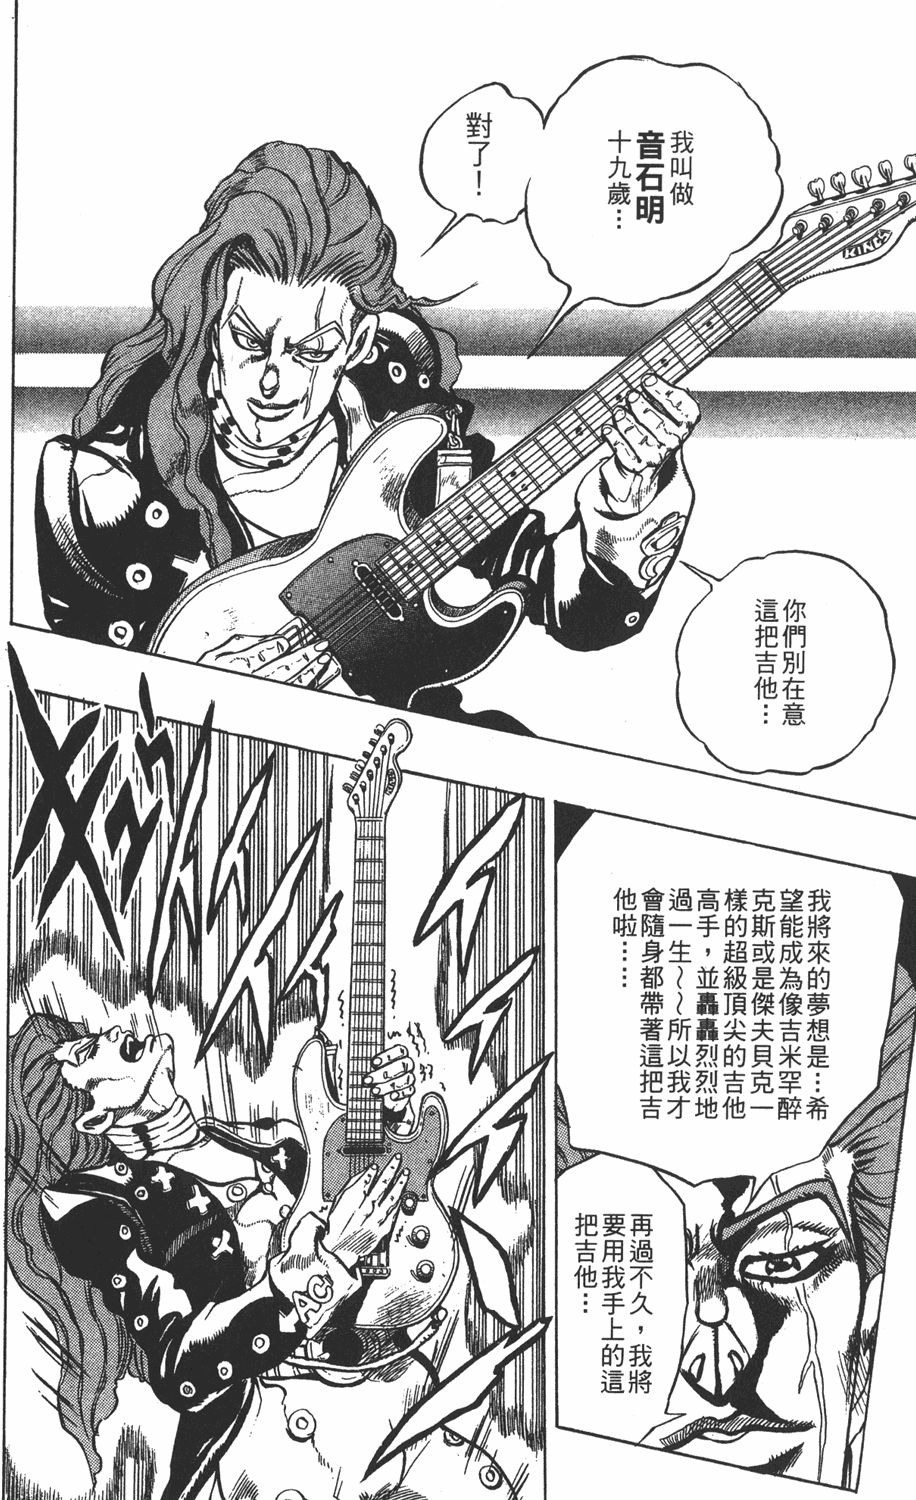 我叫做
音石明
十九歲…
對了！
KING
你們別在意
這把吉他…
我將來的夢想是…希
望能成為像吉米罕醉
克斯或是傑夫貝克一
樣的超級頂尖的吉他
高手，並轟轟烈烈地
過一生～～所以我才
會隨身都帶著這把吉
他啦……
再過不久，我將
要用我手上的這
把吉他…
AC